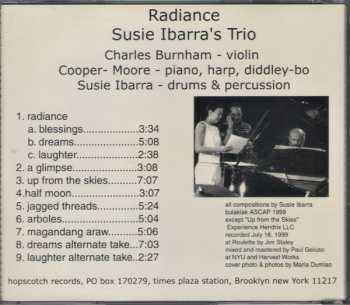 Radiance
Susie Ibarra's Trio
Charles Burnham - violin
Cooper- Moore - piano, harp, diddley-bo
Susie Ibarra - drums & percussion
1. radiance
a. blessings.................3:34
b. dreams...................5:08
c. laughter..................2:38
2. a glimpse.................3:08
3. up from the skies.......7:07
4.half moon..................3:07
5. jagged threads...........2:54
6. arboles.....................5:04
7. magandang araw.......5:00
8. dreams alternate take...7:03
9. laughter alternate take..2:27
all compositions by Susie Ibarra
bulaklak ASCAP 1999
except "Up from the Skies"
Experience Hendrix LLC
recorded July 18, 1999
at Roulette by Jim Staley
mixed and mastered by Paul Geluso
at NYU and Harvest Works
cover photo & photos by Maria Dumlao
hopscotch records, PO box 170279, times plaza station, Brooklyn new York 11217